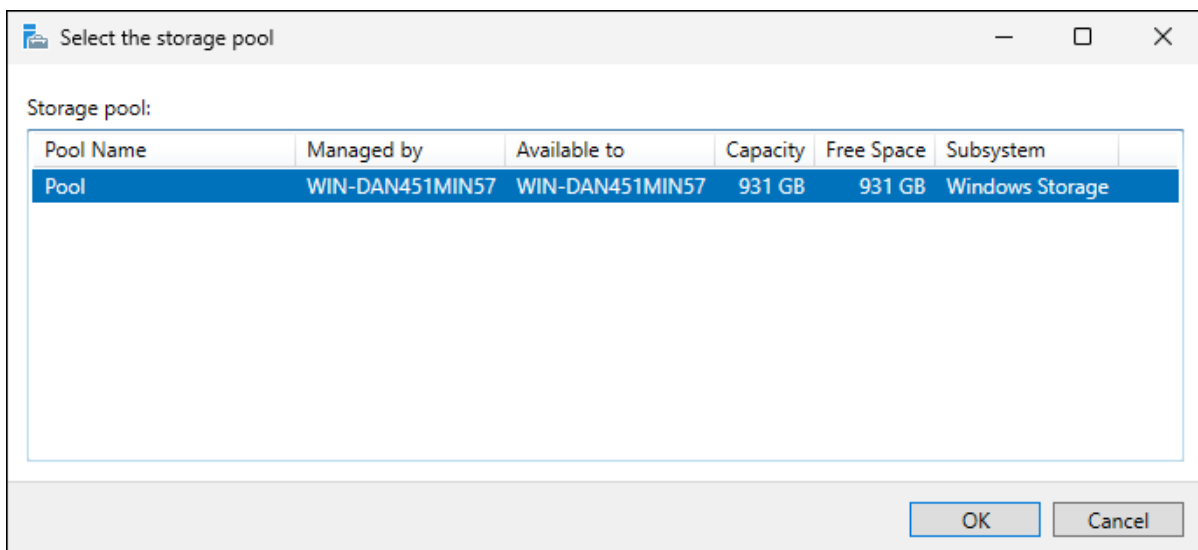 Select the storage pool
Storage pool:
Pool Name Managed by Available to Capacity Free Space Subsystem
Pool WIN-DAN451MIN57 WIN-DAN451MIN57 931 GB 931 GB Windows Storage
OK Cancel